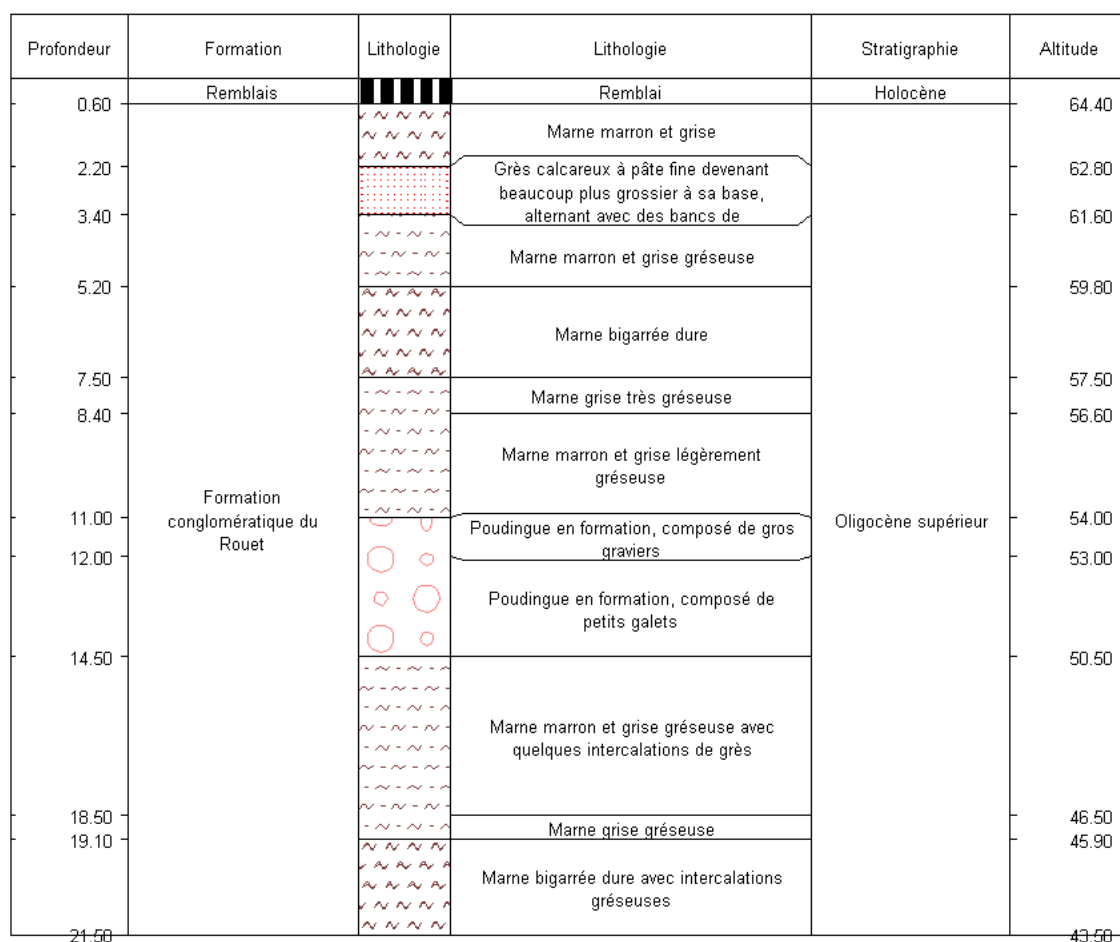 Profondeur Formation Lithologie Lithologie Stratigraphie Altitude
Remblais Remblai Holocène
0.60 64.40
Marne marron et grise
2.20 62.80
Grès calcareux à pâte fine devenant
beaucoup plus grossier à sa base,
alternant avec des bancs de
3.40 61.60
Marne marron et grise gréseuse
5.20 59.80
Marne bigarrée dure
7.50 57.50
Marne grise très gréseuse
8.40 56.60
Marne marron et grise légèrement
gréseuse
Formation
conglomératique du
Rouet
Oligocène supérieur
11.00 54.00
Poudingue en formation, composé de gros
graviers
12.00 53.00
Poudingue en formation, composé de
petits galets
14.50 50.50
Marne marron et grise gréseuse avec
quelques intercalations de grès
18.50 46.50
Marne grise gréseuse
19.10 45.90
Marne bigarrée dure avec intercalations
gréseuses
21.50 43.50